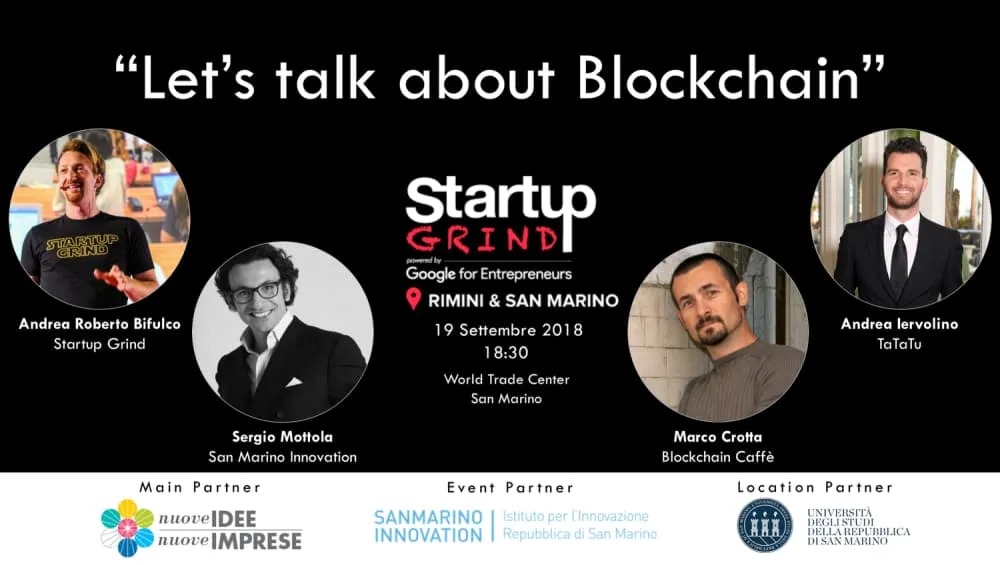 “Let’s talk about Blockchain”
STARTUP
GRIND
Andrea Roberto Bifulco
Startup Grind
Sergio Mottola
San Marino Innovation
Startup
GRIND
powered by
Google for Entrepreneurs
RIMINI & SAN MARINO
19 Settembre 2018
18:30
World Trade Center
San Marino
Marco Crotta
Blockchain Caffè
Andrea Iervolino
TaTaTu
Main Partner
nuove IDEE
nuove IMPRESE
Event Partner
SANMARINO
INNOVATION
Istituto per l’Innovazione
Repubblica di San Marino
Location Partner
UNIVERSITÀ
DEGLI STUDI
DELLA REPUBBLICA
DI SAN MARINO